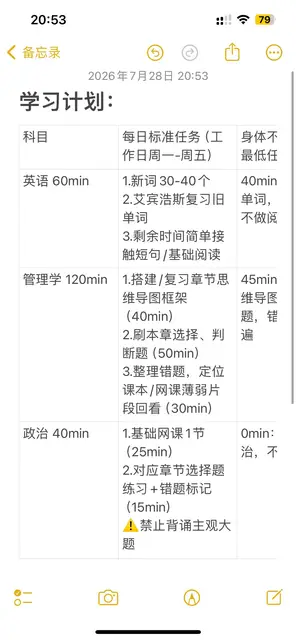 20:53
79
备忘录
2026年7月28日 20:53
学习计划：
科目
每日标准任务（工
作日周一-周五）
身体不
最低任
英语 60min
1.新词 30-40 个
2.艾宾浩斯复习旧
单词
3.剩余时间简单接
触短句/基础阅读
40min
单词，
不做阅
管理学 120min
1.搭建/复习章节思
维导图框架
（40min）
2.刷本章选择、判
断题（50min）
3.整理错题，定位
课本/网课薄弱片
段回看（30min）
45min
维导图
题，错
遍
政治 40min
1.基础网课 1 节
（25min）
2.对应章节选择题
练习+错题标记
（15min）
⚠️禁止背诵主观大
题
0min：
治，不